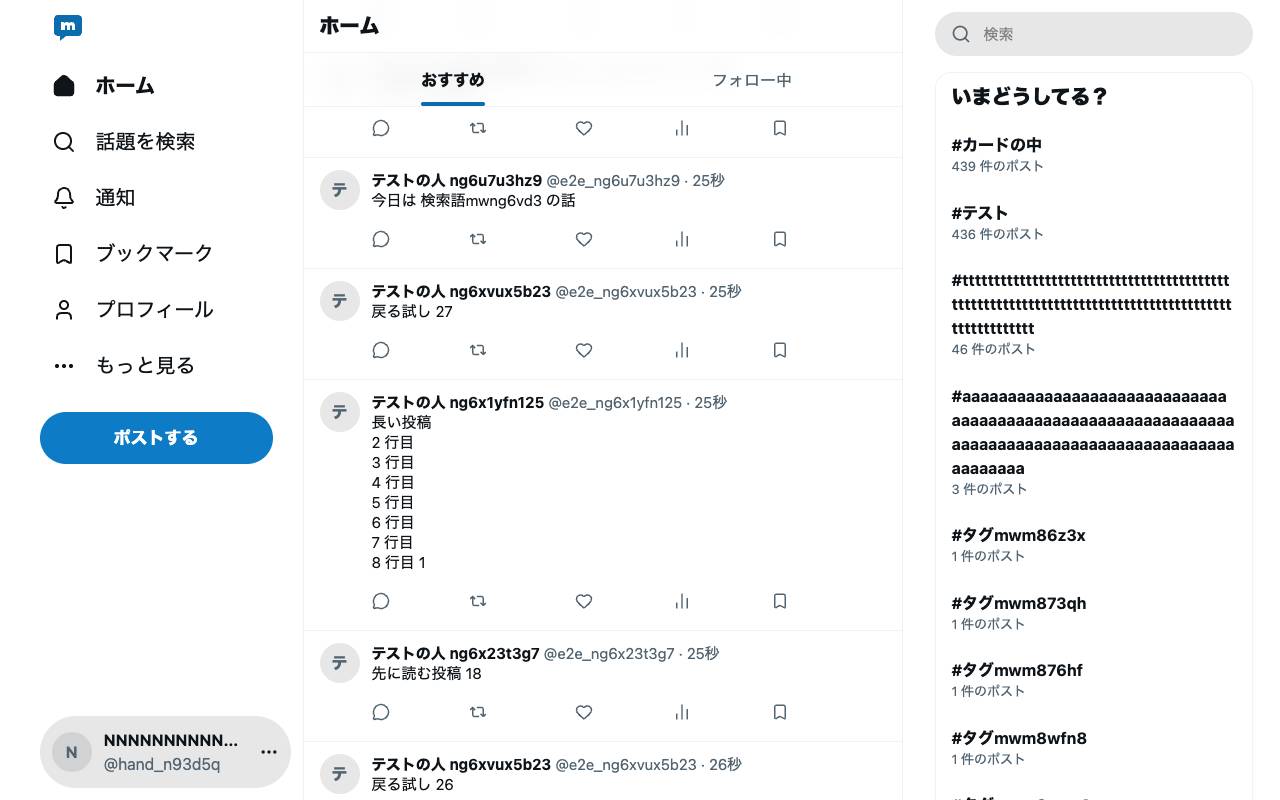 m
ホーム
話題を検索
通知
ブックマーク
プロフィール
もっと見る
ポストする
N
NNNNNNNNNN...
@hand_n93d5q
ホーム
おすすめ
フォロー中
テ
テストの人 ng6u7u3hz9 @e2e_ng6u7u3hz9 · 25秒
今日は 検索語mwng6vd3 の話
テ
テストの人 ng6xvux5b23 @e2e_ng6xvux5b23 · 25秒
戻る試し 27
テ
テストの人 ng6x1yfn125 @e2e_ng6x1yfn125 · 25秒
長い投稿
2 行目
3 行目
4 行目
5 行目
6 行目
7 行目
8 行目 1
テ
テストの人 ng6x23t3g7 @e2e_ng6x23t3g7 · 25秒
先に読む投稿 18
テ
テストの人 ng6xvux5b23 @e2e_ng6xvux5b23 · 26秒
戻る試し 26
検索
いまどうしてる？
#カードの中
439 件のポスト
#テスト
436 件のポスト
#tttttttttttttttttttttttttttttttttttttttttt
ttttttttttttttttttttttttttttttttttttttttttttt
ttttttttttttt
46 件のポスト
#aaaaaaaaaaaaaaaaaaaaaaaaaaaaa
aaaaaaaaaaaaaaaaaaaaaaaaaaaaaaa
aaaaaaaaaaaaaaaaaaaaaaaaaaaaaaa
aaaaaaaa
3 件のポスト
#タグmwm86z3x
1 件のポスト
#タグmwm873qh
1 件のポスト
#タグmwm876hf
1 件のポスト
#タグmwm8wfn8
1 件のポスト